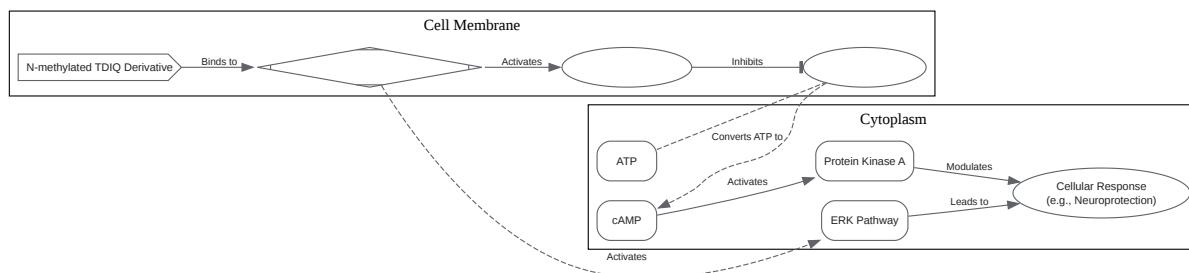 Cell Membrane
N-methylated TDIQ Derivative
Binds to
Activates
Inhibits
Cytoplasm
Converts ATP to
ATP
Protein Kinase A
Modulates
Activates
Cellular Response
(e.g., Neuroprotection)
Leads to
cAMP
ERK Pathway
Activates